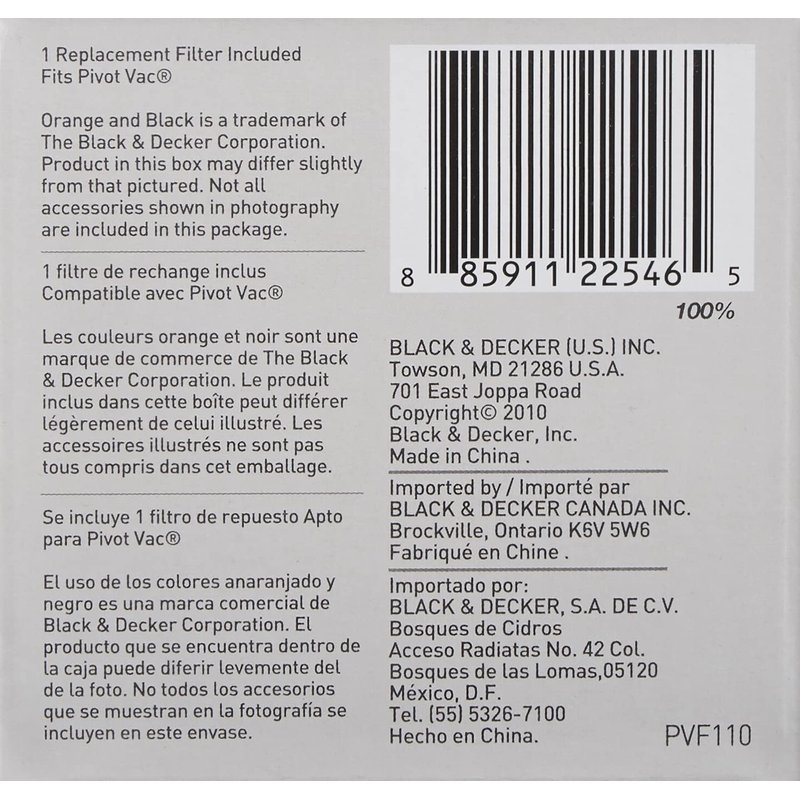 1 Replacement Filter Included
Fits Pivot Vac®
Orange and Black is a trademark of
The Black & Decker Corporation.
Product in this box may differ slightly
from that pictured. Not all
accessories shown in photography
are included in this package.
1 filtre de rechange inclus
Compatible avec Pivot Vac®
Les couleurs orange et noir sont une
marque de commerce de The Black
& Decker Corporation. Le produit
inclus dans cette boîte peut différer
légèrement de celui illustré. Les
accessoires illustrés ne sont pas
tous compris dans cet emballage.
Se incluye 1 filtro de repuesto Apto
para Pivot Vac®
El uso de los colores anaranjado y
negro es una marca comercial de
Black & Decker Corporation. El
producto que se encuentra dentro de
la caja puede diferir levemente del
de la foto. No todos los accesorios
que se muestran en la fotografía se
incluyen en este envase.
8 85911 22546 5
100%
BLACK & DECKER (U.S.) INC.
Towson, MD 21286 U.S.A.
701 East Joppa Road
Copyright© 2010
Black & Decker, Inc.
Made in China .
Imported by / Importé par
BLACK & DECKER CANADA INC.
Brockville, Ontario K6V 5W6
Fabriqué en Chine .
Importado por:
BLACK & DECKER, S.A. DE C.V.
Bosques de Cidros
Acceso Radiatas No. 42 Col.
Bosques de las Lomas,05120
México, D.F.
Tel. (55) 5326-7100
Hecho en China.
PVF110